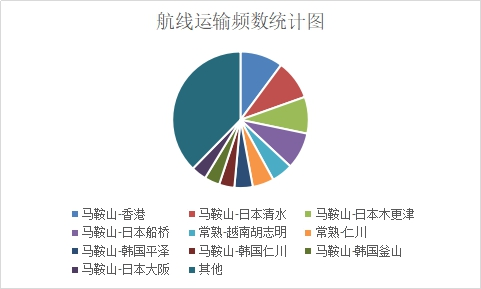 航线运输频数统计图
马鞍山-香港 马鞍山-日本清水 马鞍山-日本木更津
马鞍山-日本船桥 常熟-越南胡志明 常熟-仁川
马鞍山-韩国平泽 马鞍山-韩国仁川 马鞍山-韩国釜山
马鞍山-日本大阪 其他